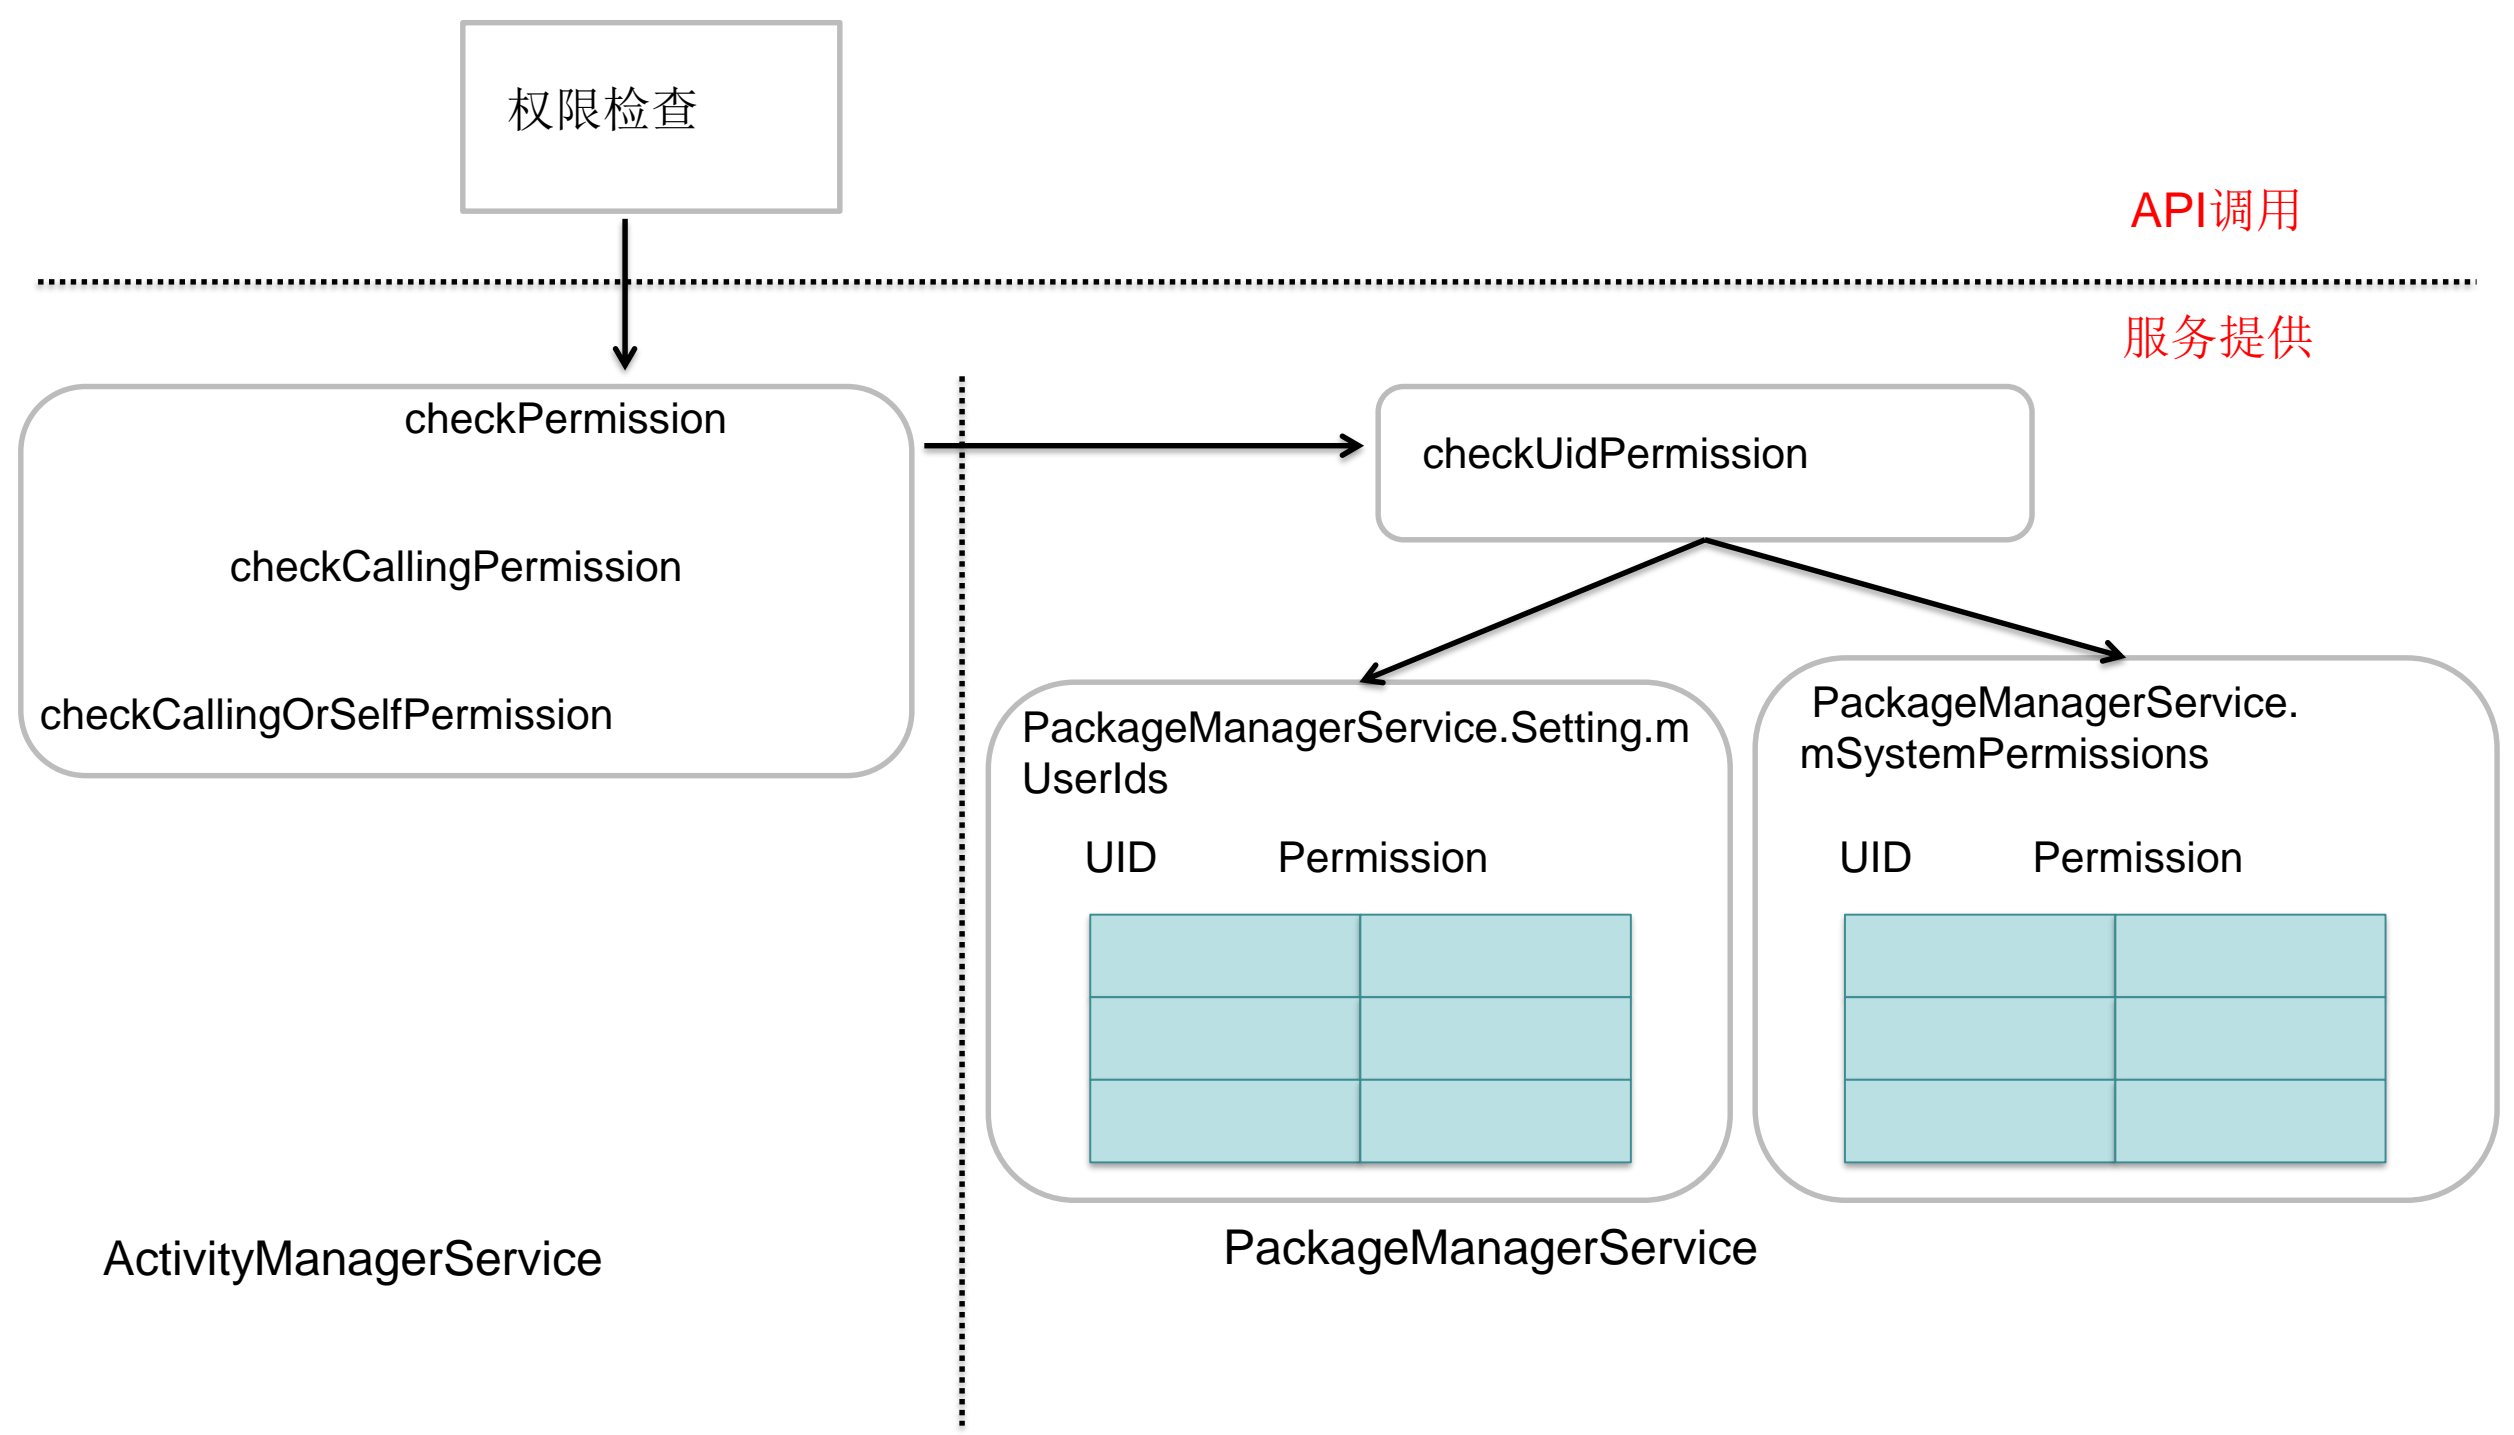 权限检查
API调用
服务提供
checkPermission
checkCallingPermission
checkCallingOrSelfPermission
checkUidPermission
PackageManagerService.Setting.m
UserIds
UID Permission
PackageManagerService.
mSystemPermissions
UID Permission
ActivityManagerService
PackageManagerService